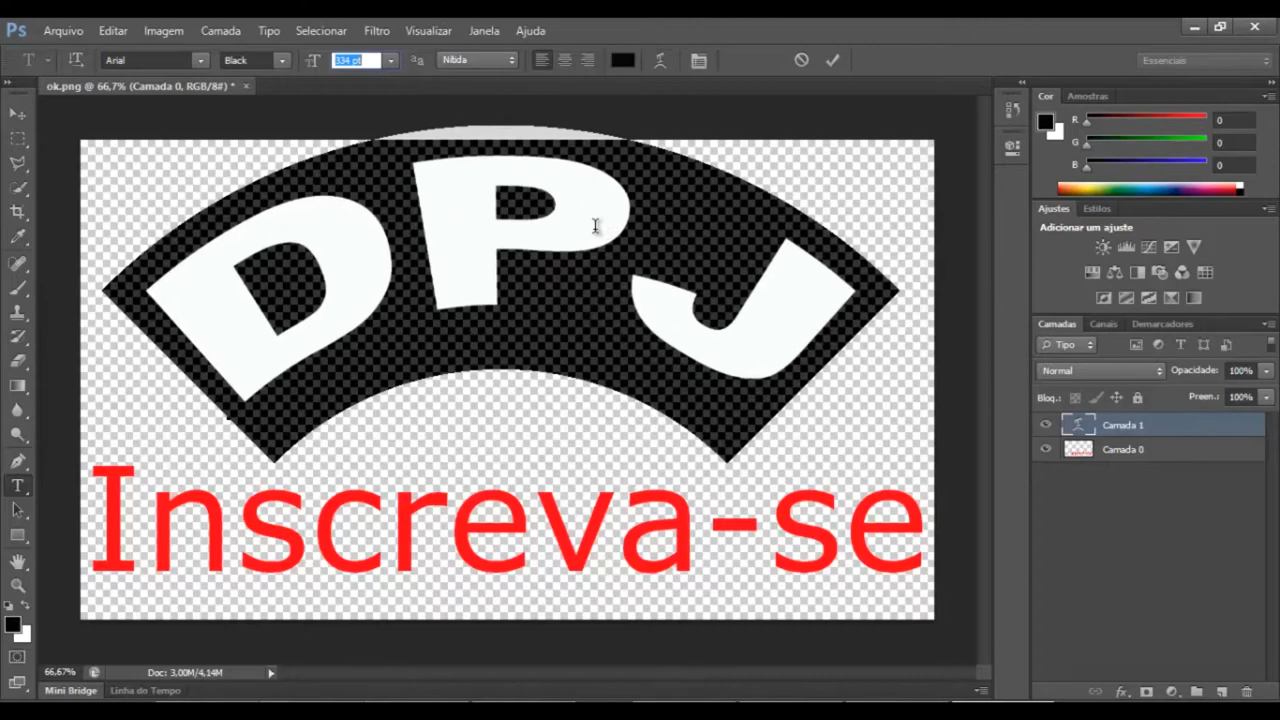 Ps Arquivo Editar Imagem Camada Tipo Selecionar Filtro Visualizar Janela Ajuda
T Arial Black 334 pt aa Nítida Essenciais
ok.png @ 66,7% (Camada 0, RGB/8#) * ×
Cor Amostras
R 0
G 0
B 0
Ajustes Estilos
Adicionar um ajuste
Camadas Canais Demarcadores
Tipo
Normal Opacidade: 100%
Bloq.: Preen.: 100%
Camada 1
Camada 0
DPJ
Inscreva-se
66,67% Doc: 3,00M/4,14M
Mini Bridge Linha do Tempo